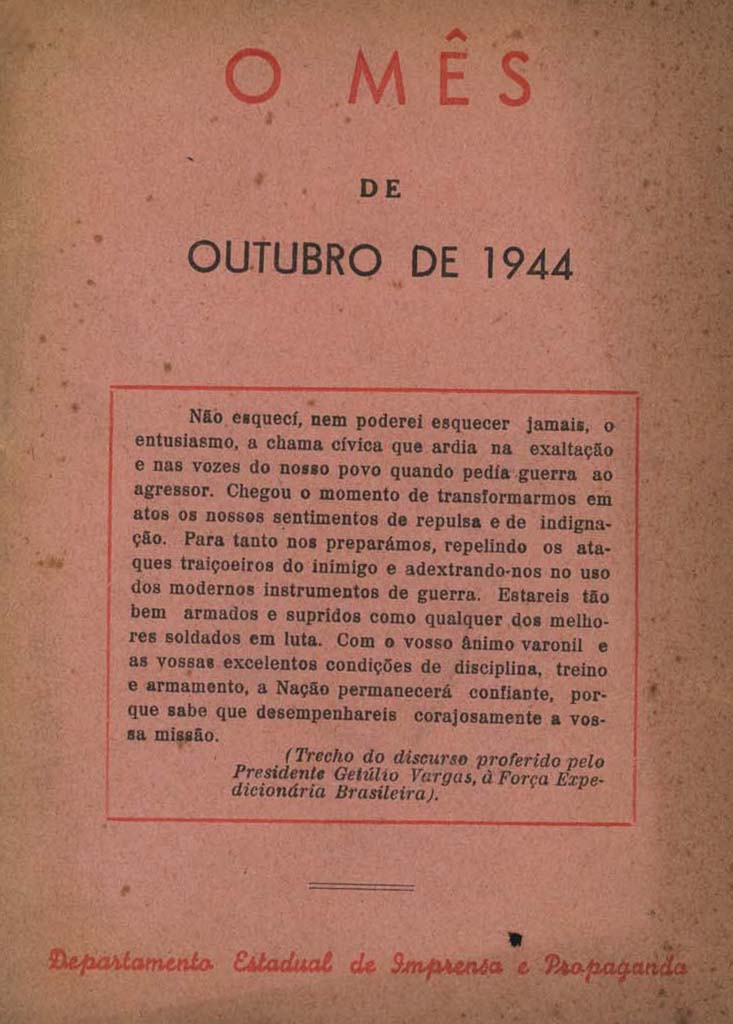 O MÊS
DE
OUTUBRO DE 1944
Não esquecí, nem poderei esquecer jamais, o
entusiasmo, a chama cívica que ardia na exaltação
e nas vozes do nosso povo quando pedía guerra ao
agressor. Chegou o momento de transformarmos em
atos os nossos sentimentos de repulsa e de indigna-
ção. Para tanto nos preparámos, repelindo os ata-
ques traiçoeiros do inimigo e adextrando-nos no uso
dos modernos instrumentos de guerra. Estareis tão
bem armados e supridos como qualquer dos melho-
res soldados em luta. Com o vosso ânimo varonil e
as vossas excelentos condições de disciplina, treino
e armamento, a Nação permanecerá confiante, por-
que sabe que desempenhareis corajosamente a vos-
sa missão.
(Trecho do discurso proferido pelo
Presidente Getúlio Vargas, à Força Expe-
dicionária Brasileira).
Departamento Estadual de Imprensa e Propaganda